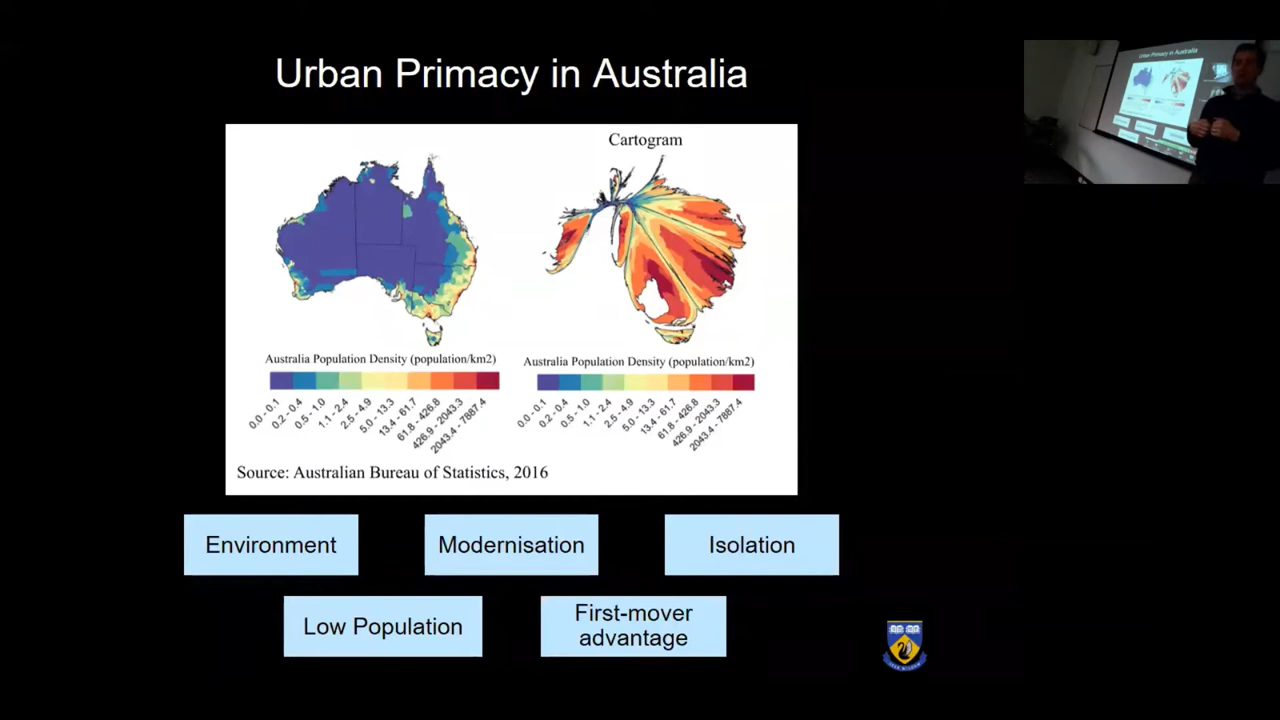 Urban Primacy in Australia
Cartogram
Australia Population Density (population/km2)
0.0 - 0.1
0.2 - 0.4
0.5 - 1.0
1.1 - 2.4
2.5 - 4.9
5.0 - 13.3
13.4 - 61.7
61.8 - 426.8
426.9 - 2043.3
2043.4 - 7887.4
Australia Population Density (population/km2)
0.0 - 0.1
0.2 - 0.4
0.5 - 1.0
1.1 - 2.4
2.5 - 4.9
5.0 - 13.3
13.4 - 61.7
61.8 - 426.8
426.9 - 2043.3
2043.4 - 7887.4
Source: Australian Bureau of Statistics, 2016
Environment
Modernisation
Isolation
Low Population
First-mover
advantage
Urban Primacy in Australia